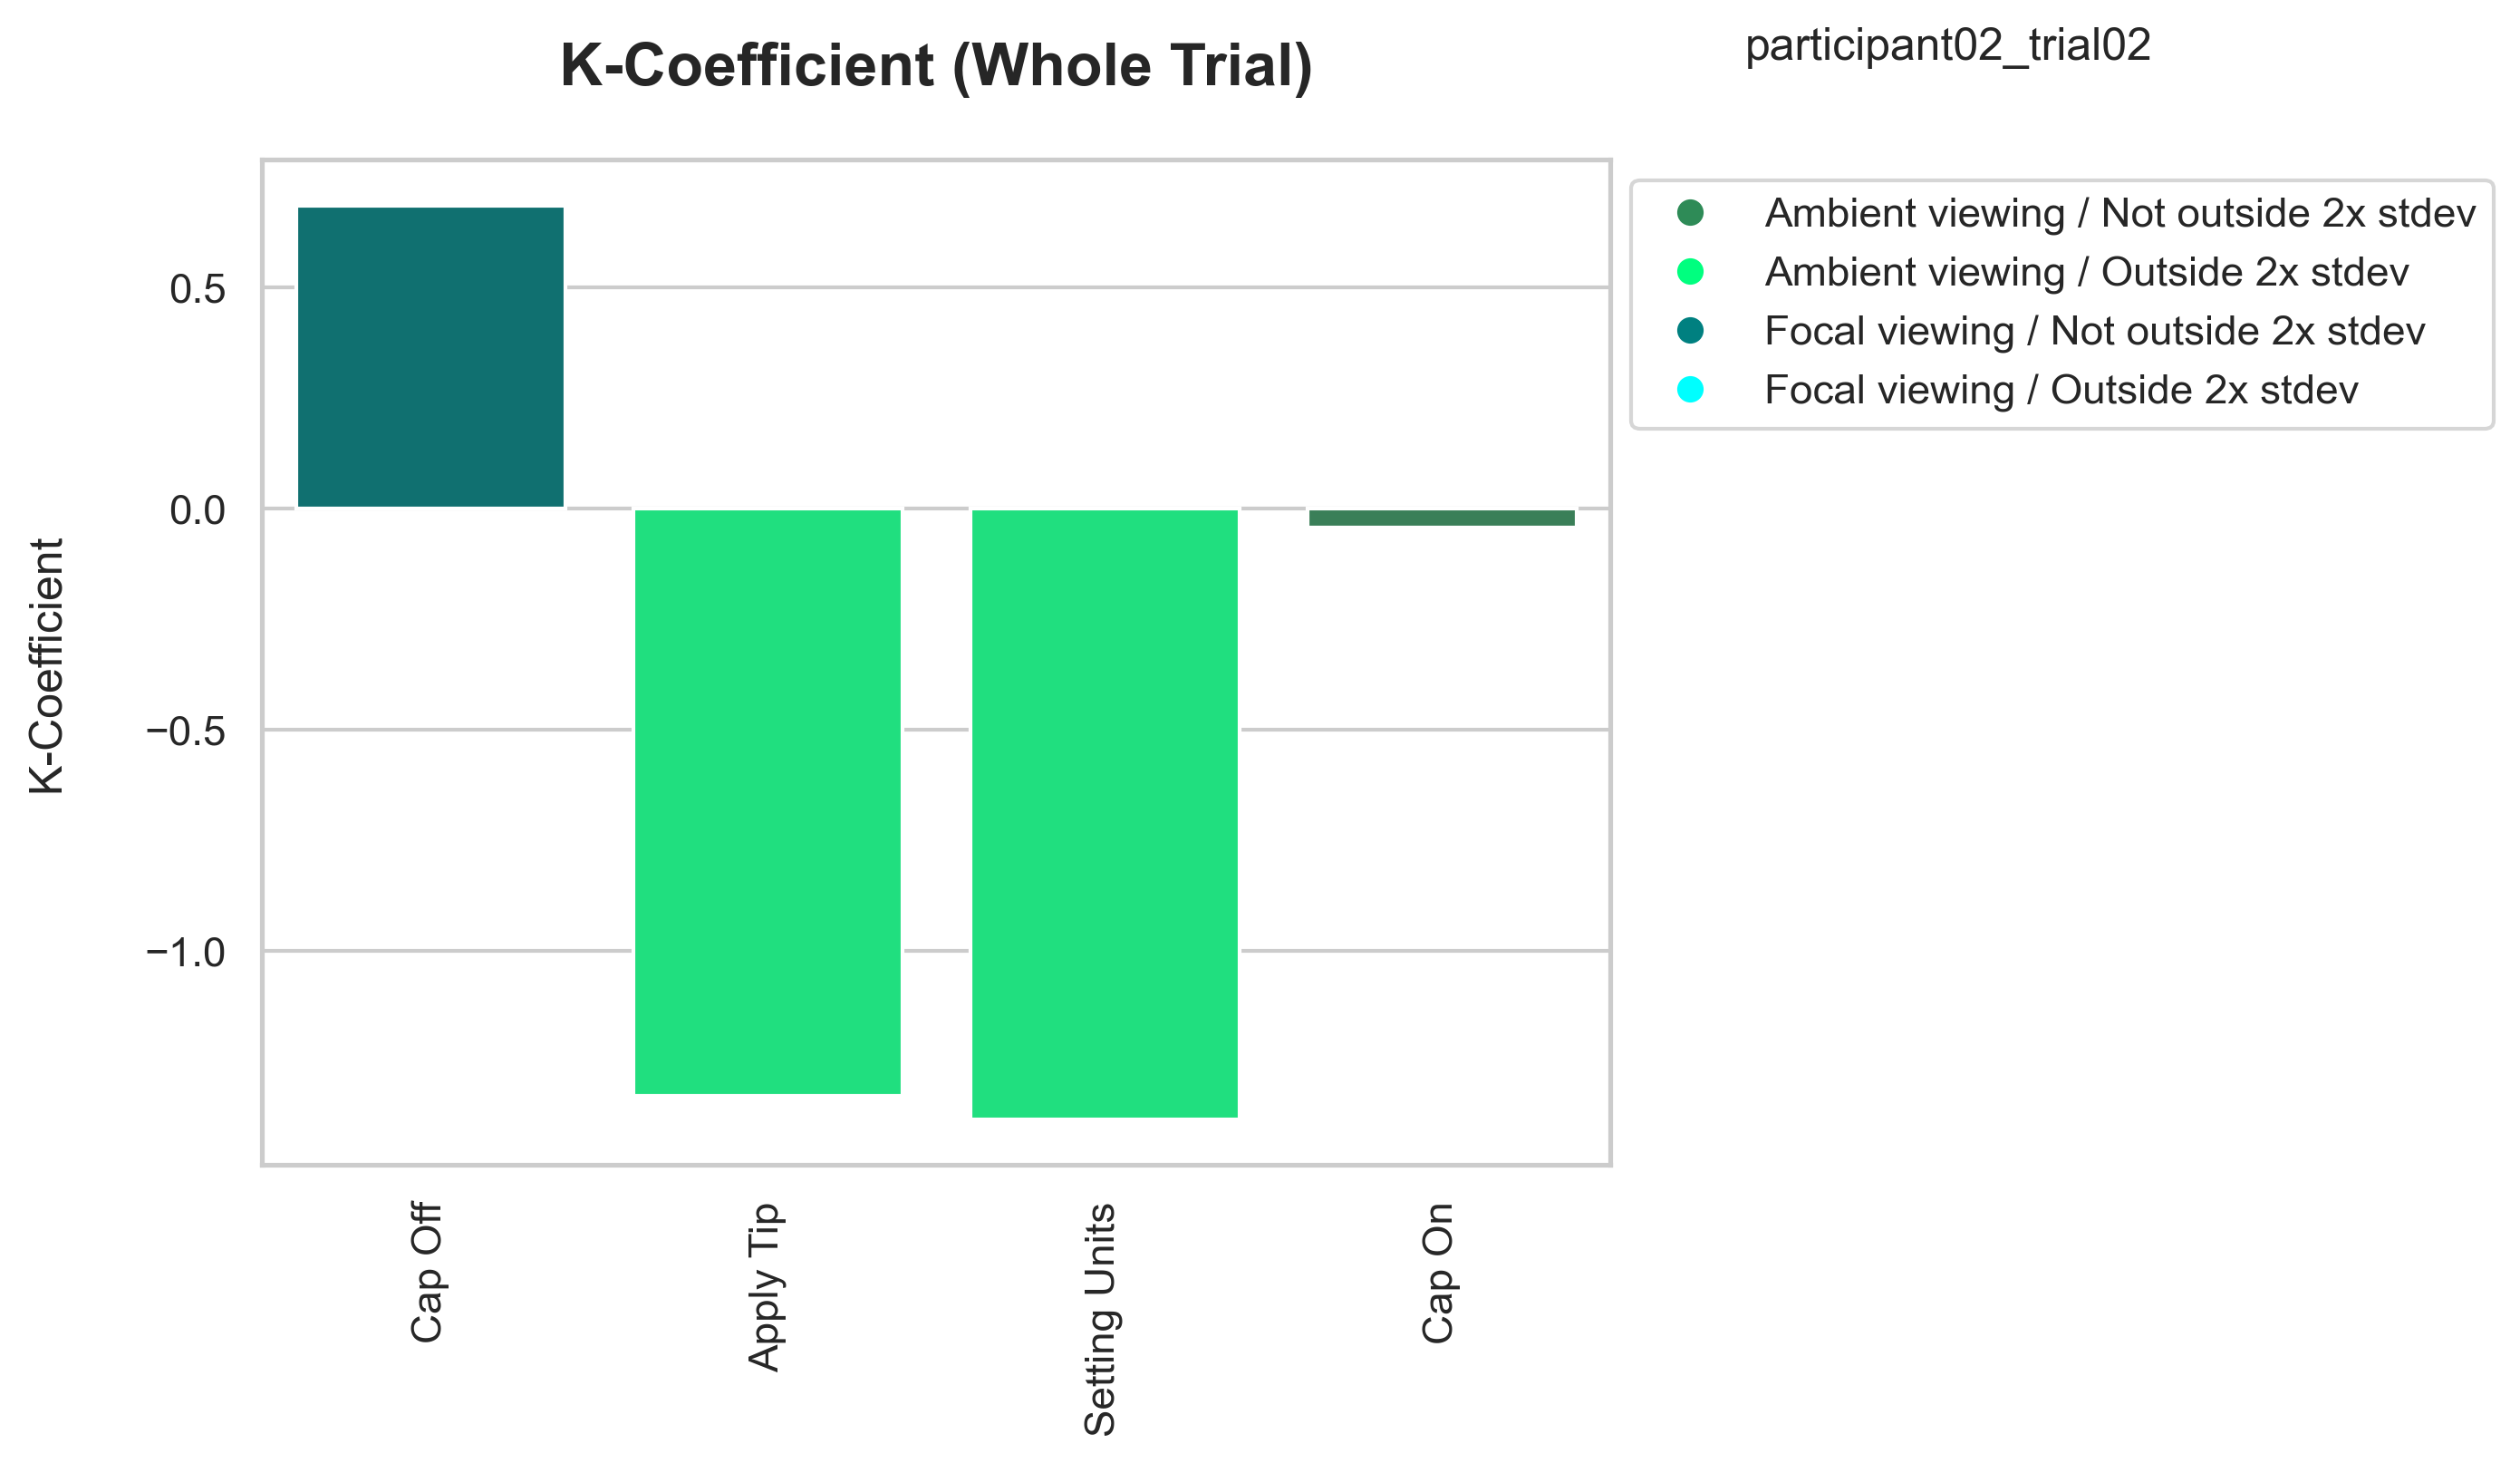 K-Coefficient (Whole Trial)
participant02_trial02
Ambient viewing / Not outside 2x stdev
Ambient viewing / Outside 2x stdev
Focal viewing / Not outside 2x stdev
Focal viewing / Outside 2x stdev
K-Coefficient
0.5
0.0
−0.5
−1.0
Cap Off
Apply Tip
Setting Units
Cap On